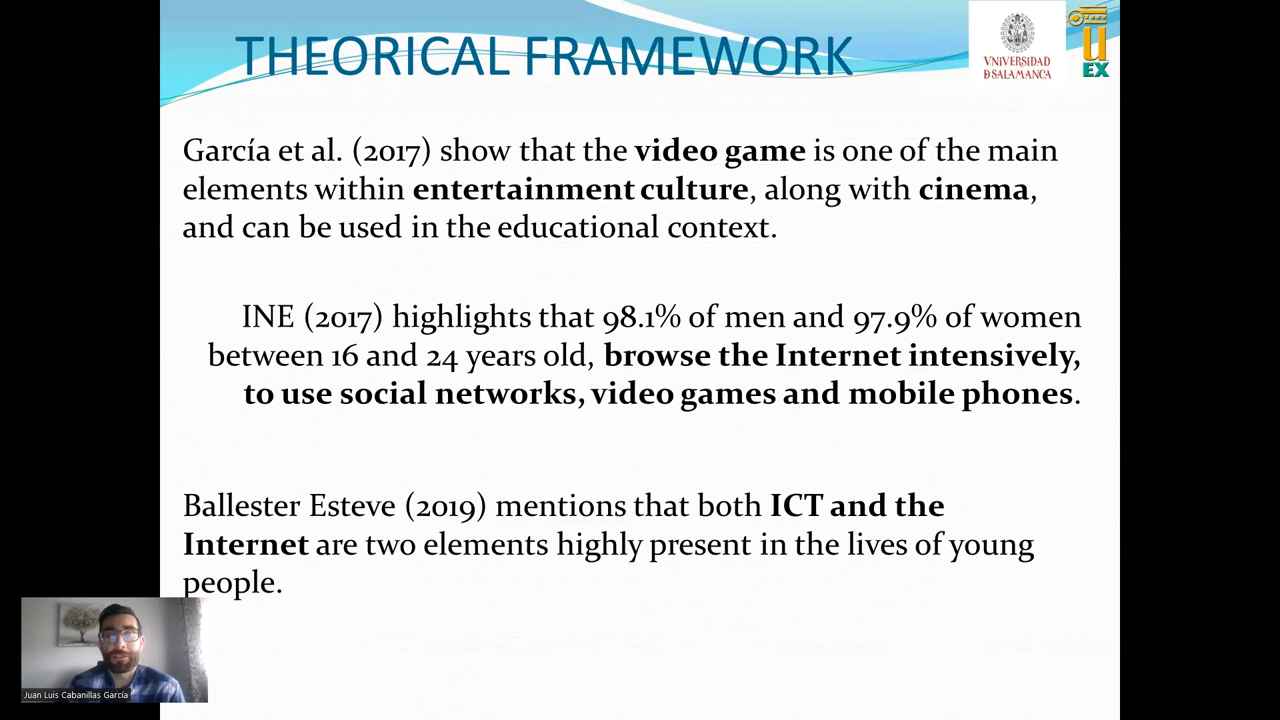 THEORICAL FRAMEWORK
VNIVERSIDAD
D SALAMANCA
U
EX
García et al. (2017) show that the video game is one of the main
elements within entertainment culture, along with cinema,
and can be used in the educational context.
INE (2017) highlights that 98.1% of men and 97.9% of women
between 16 and 24 years old, browse the Internet intensively,
to use social networks, video games and mobile phones.
Ballester Esteve (2019) mentions that both ICT and the
Internet are two elements highly present in the lives of young
people.
Juan Luis Cabanillas García